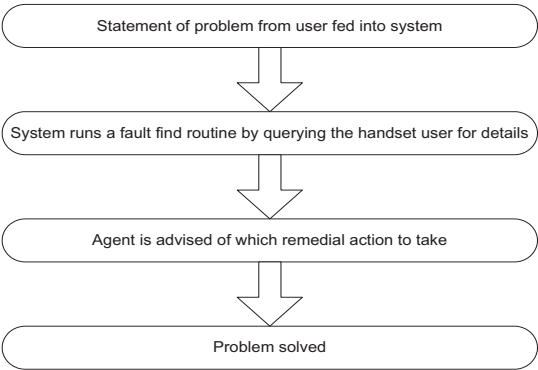 Statement of problem from user fed into system
System runs a fault find routine by querying the handset user for details
Agent is advised of which remedial action to take
Problem solved